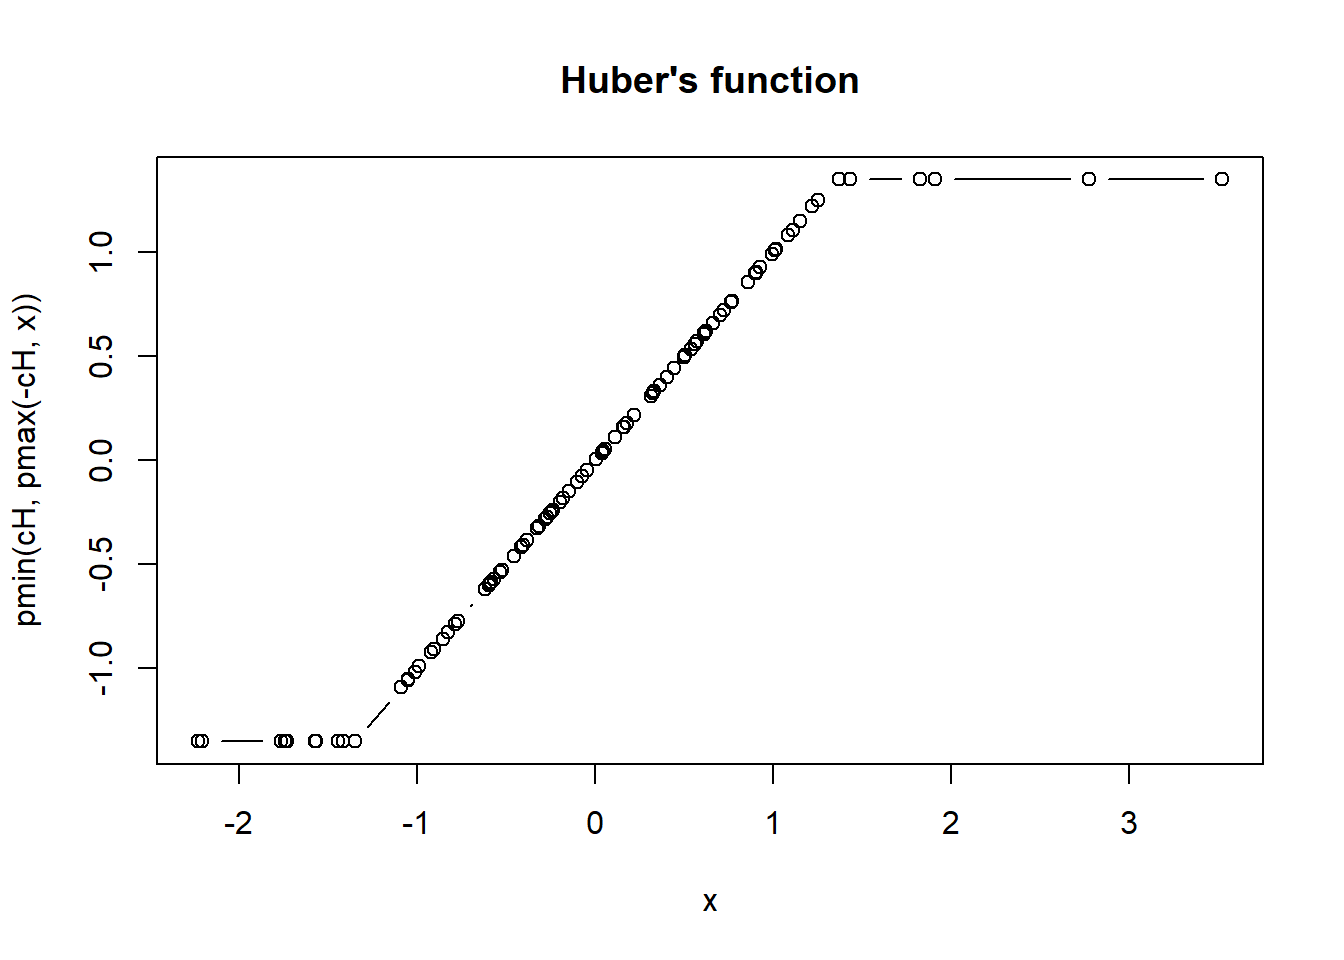 Huber's function
pmin(cH, pmax(-cH, x))
1.0
0.5
0.0
-0.5
-1.0
-2 -1 0 1 2 3
x